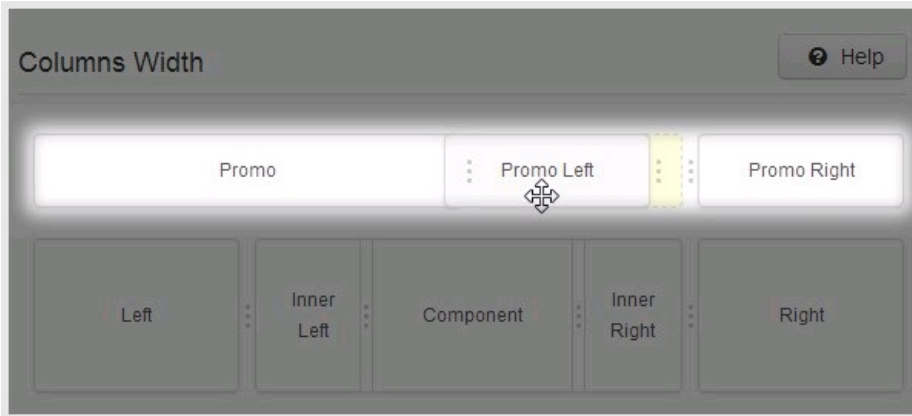 Columns Width
Help
Promo
Promo Left
Promo Right
Left
Inner
Left
Component
Inner
Right
Right